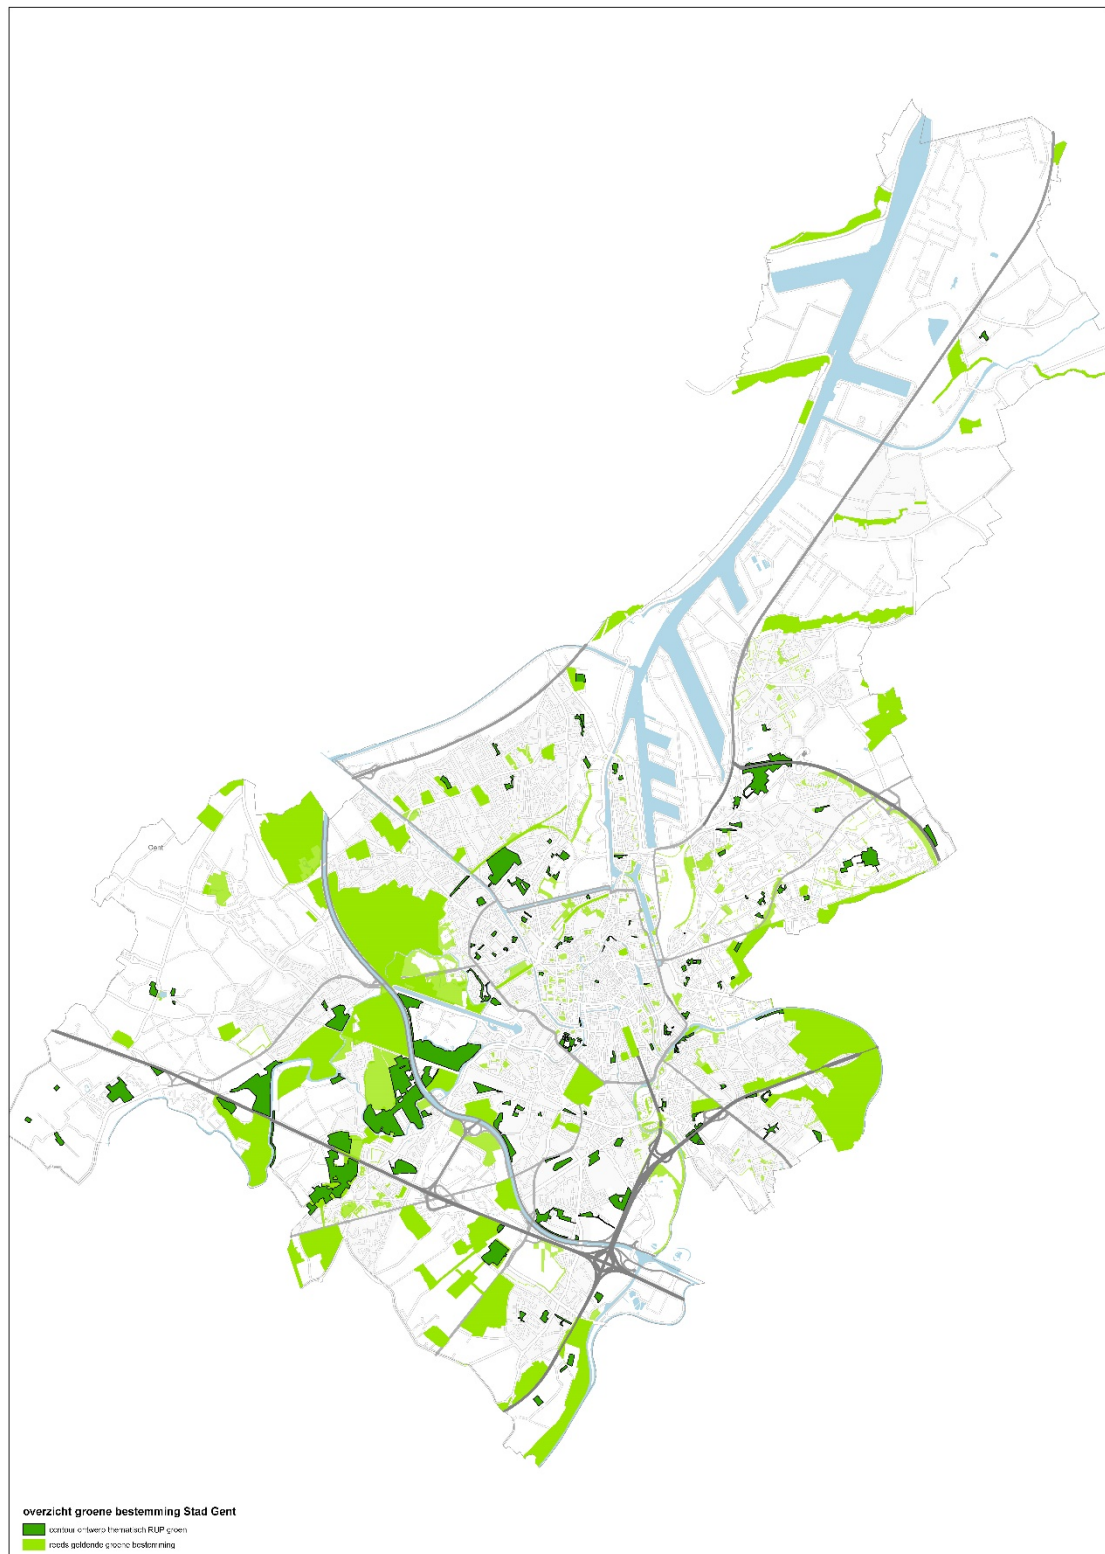 Gent
overzicht groene bestemming Stad Gent
contour ontwerp thematisch RUP groen
reeds geldende groene bestemming